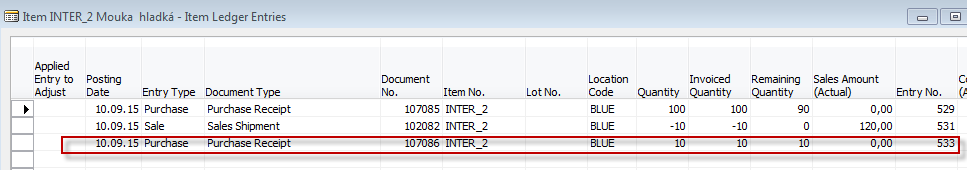 Item INTER_2 Mouka hladká - Item Ledger Entries
Applied Entry to Adjust Posting Date Entry Type Document Type Document No. Item No. Lot No. Location Code Quantity Invoiced Quantity Remaining Quantity Sales Amount (Actual) Entry No.
10.09.15 Purchase Purchase Receipt 107085 INTER_2 BLUE 100 100 90 0,00 529
10.09.15 Sale Sales Shipment 102082 INTER_2 BLUE -10 -10 0 120,00 531
10.09.15 Purchase Purchase Receipt 107086 INTER_2 BLUE 10 10 10 0,00 533